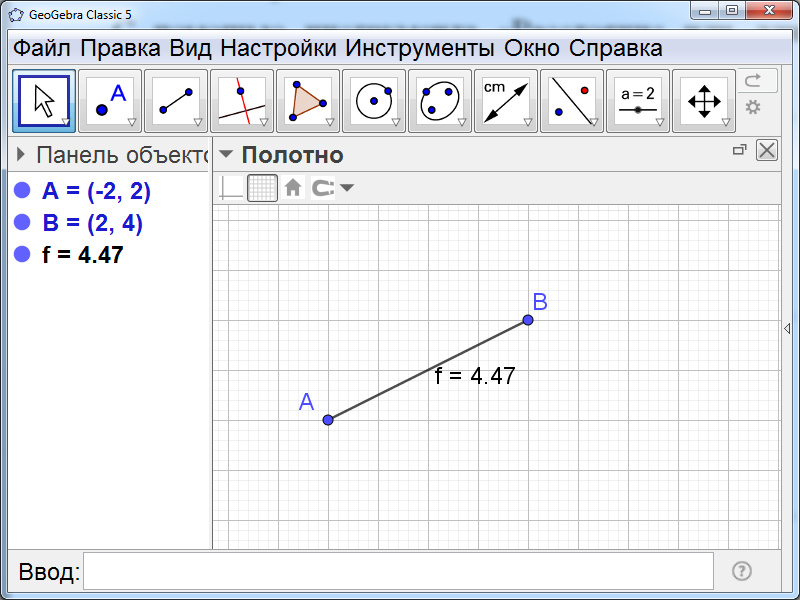 GeoGebra Classic 5
Файл Правка Вид Настройки Инструменты Окно Справка
A
cm
a=2
Панель объекто
Полотно
A = (-2, 2)
B = (2, 4)
f = 4.47
B
f = 4.47
A
Ввод:
?